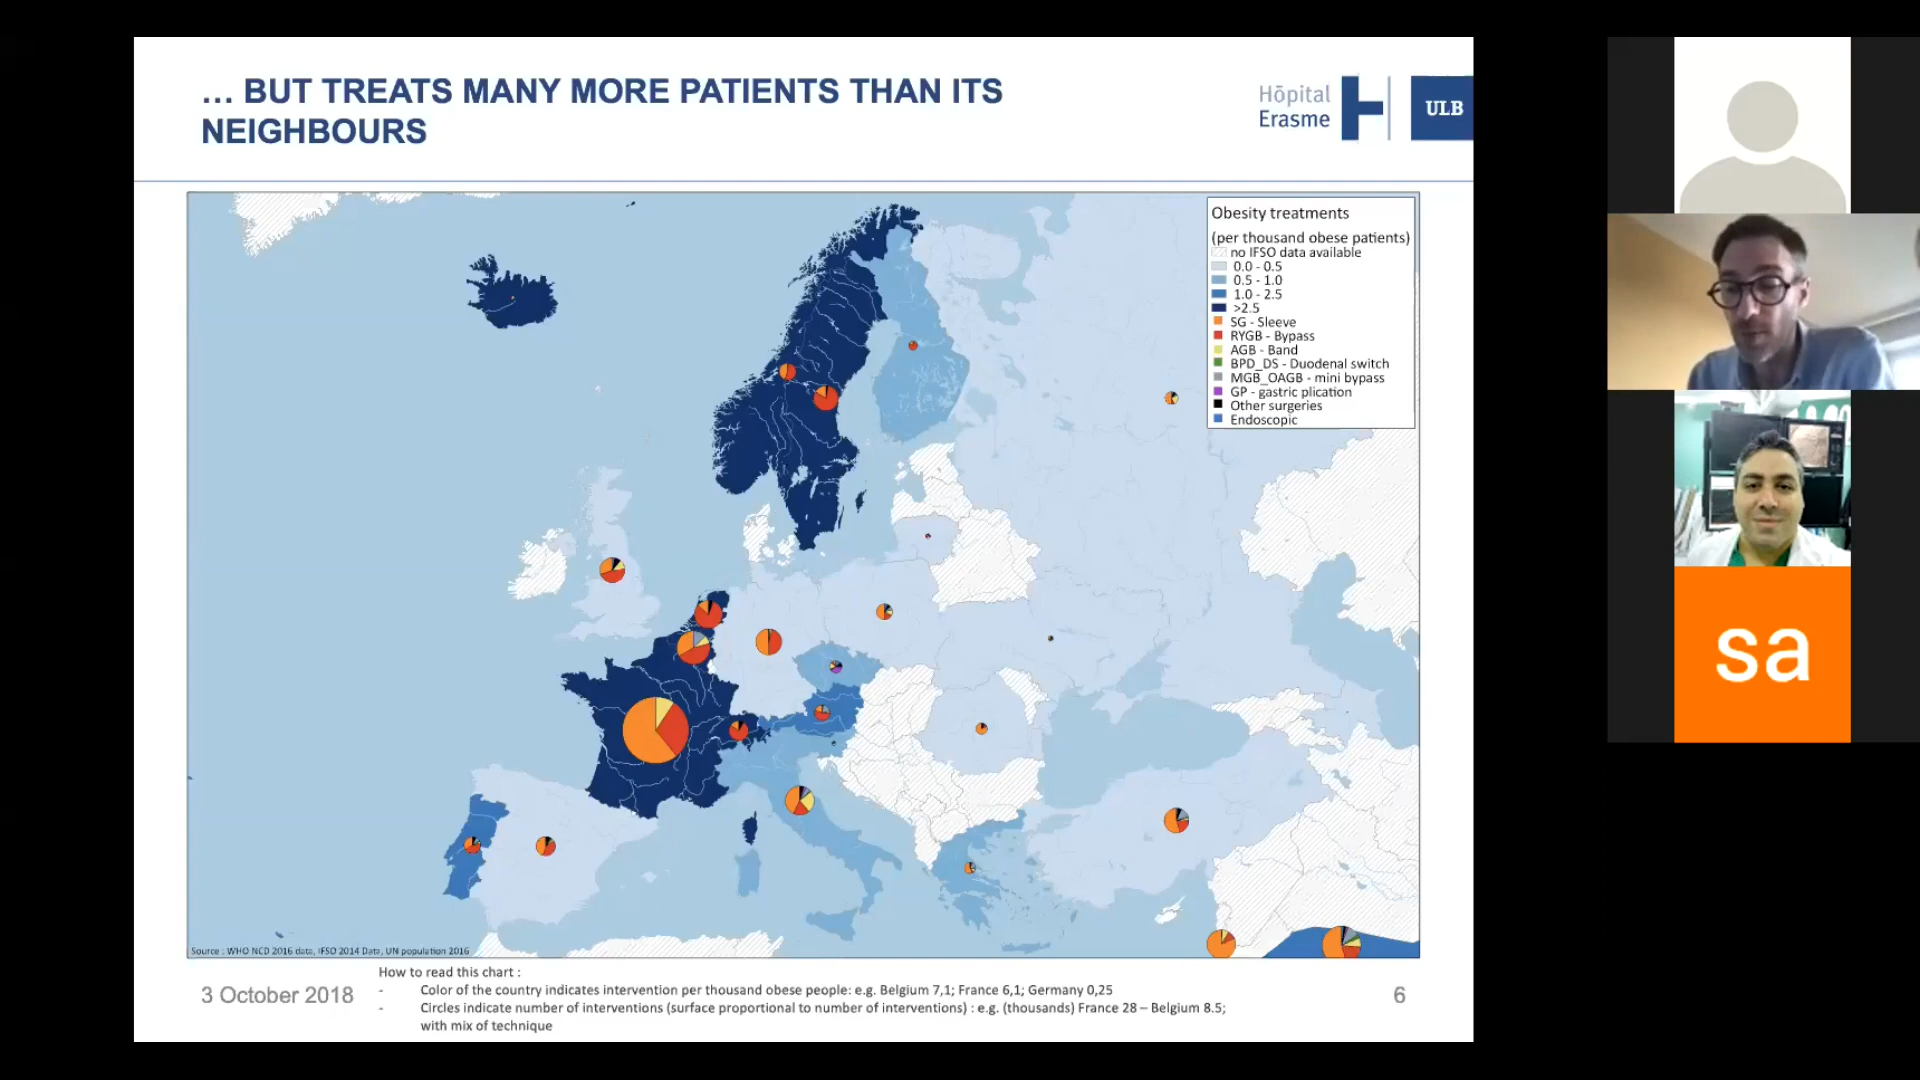 … BUT TREATS MANY MORE PATIENTS THAN ITS
NEIGHBOURS
Hôpital
Erasme
ULB
Obesity treatments
(per thousand obese patients)
no IFSO data available
0.0 - 0.5
0.5 - 1.0
1.0 - 2.5
>2.5
SG - Sleeve
RYGB - Bypass
AGB - Band
BPD_DS - Duodenal switch
MGB_OAGB - mini bypass
GP - gastric plication
Other surgeries
Endoscopic
Source : WHO NCD 2016 data, IFSO 2014 Data, UN population 2016
How to read this chart :
- Color of the country indicates intervention per thousand obese people: e.g. Belgium 7,1; France 6,1; Germany 0,25
- Circles indicate number of interventions (surface proportional to number of interventions) : e.g. (thousands) France 28 – Belgium 8.5;
with mix of technique
3 October 2018
6
sa